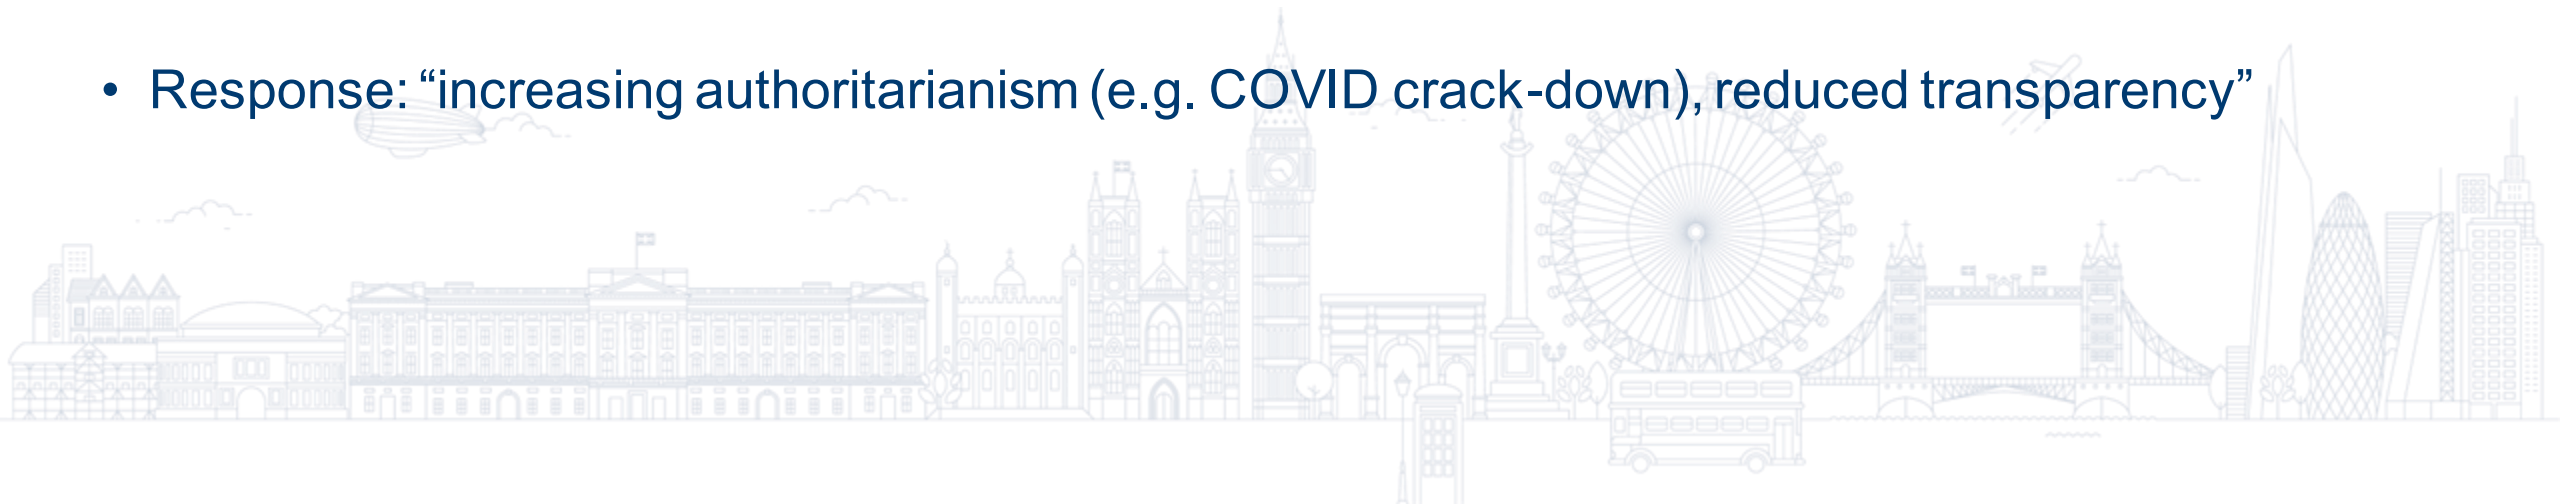 • Response: “increasing authoritarianism (e.g. COVID crack-down), reduced transparency”